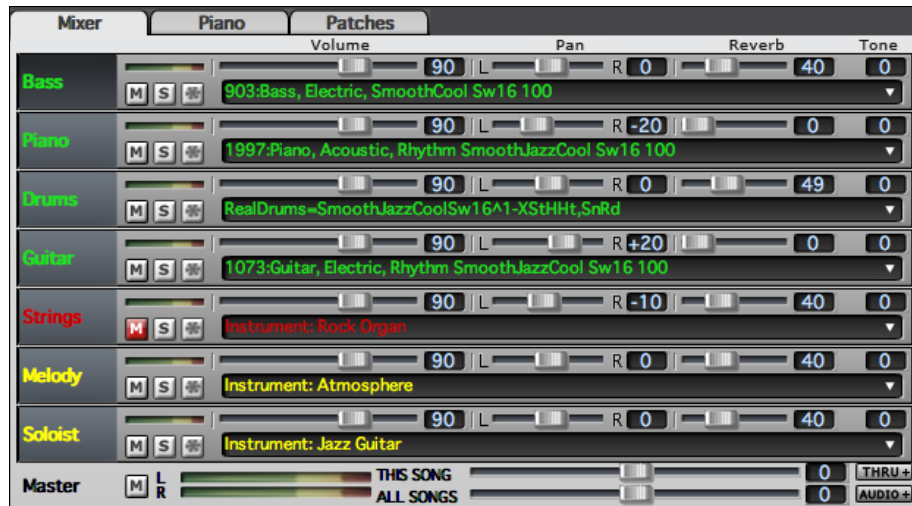 Mixer Piano Patches
Volume Pan Reverb Tone
Bass 90 L R 0 40 0
M S 903:Bass, Electric, SmoothCool Sw16 100
Piano 90 L R -20 0 0
M S 1997:Piano, Acoustic, Rhythm SmoothJazzCool Sw16 100
Drums 90 L R 0 49 0
M S RealDrums=SmoothJazzCoolSw16^1-XStHHt,SnRd
Guitar 90 L R +20 0 0
M S 1073:Guitar, Electric, Rhythm SmoothJazzCool Sw16 100
Strings 90 L R -10 40 0
M S Instrument: Rock Organ
Melody 90 L R 0 40 0
M S Instrument: Atmosphere
Soloist 90 L R 0 40 0
M S Instrument: Jazz Guitar
Master M L THIS SONG 0 THRU+
R ALL SONGS 0 AUDIO+